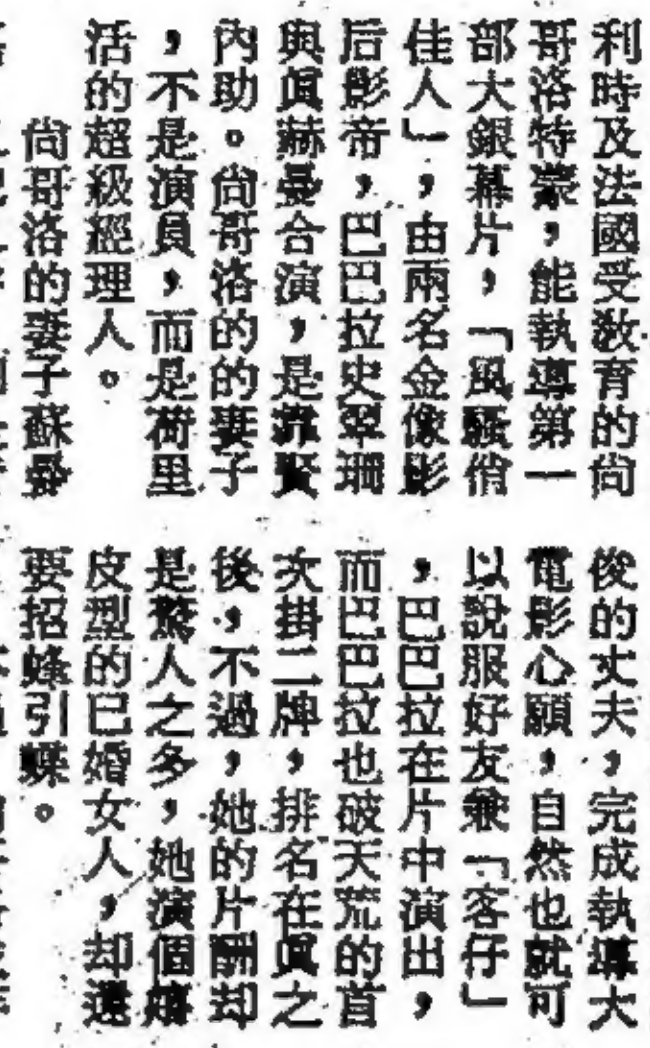 利時及法國受教育的尚
哥洛特蒙，能執導第一
部大銀幕片，「風騷俏
佳人」，由兩名金像影
后影帝，巴巴拉史翠珊
與真赫曼合演，是靠賢
內助。尚哥洛的的妻子
，不是演員，而是荷里
活的超級經理人。
尚哥洛的妻子蘇
俊的丈夫，完成執導大
電影心願，自然也就可
以說服好友兼「客仔」
，巴巴拉在片中演出，
而巴巴拉也破天荒的首
次掛二牌，排名在真之
後，不過，她的片酬却
是驚人之多，她演個
皮型的已婚女人，却還
要招蜂引蝶。